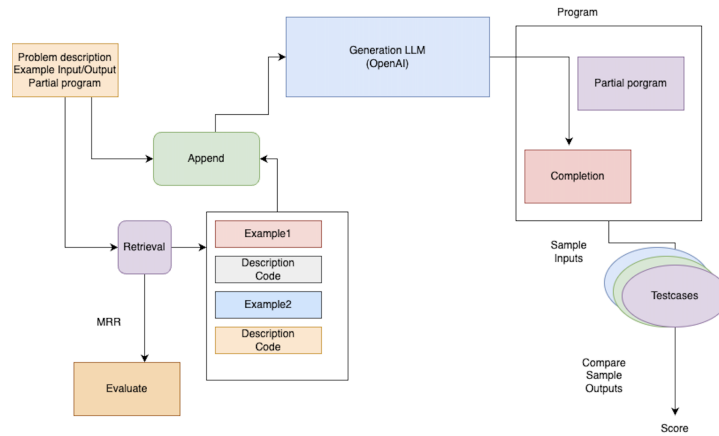 Program
Problem description
Example Input/Output
Partial program
Generation LLM
(OpenAI)
Partial porgram
Append
Completion
Example1
Retrieval
Description
Code
Example2
Description
Code
MRR
Evaluate
Sample
Inputs
Testcases
Compare
Sample
Outputs
Score